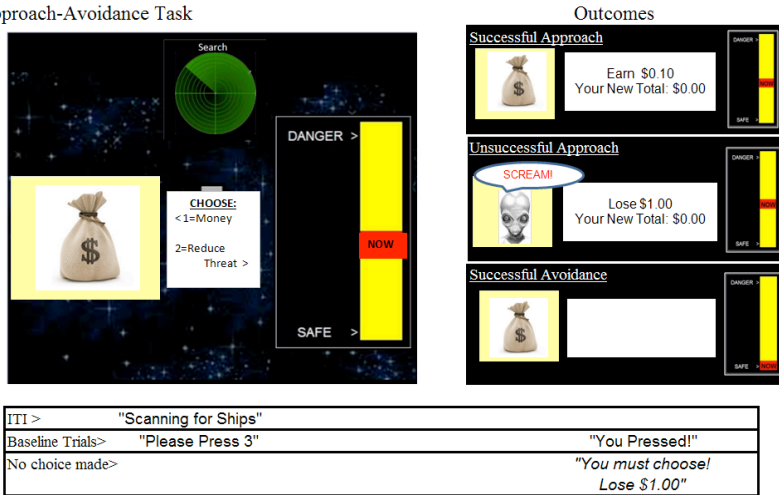 pproach-Avoidance Task
Outcomes
Search
DANGER >
CHOOSE:
<1=Money
2=Reduce
Threat >
$
NOW
SAFE >
Successful Approach
$
Earn $0.10
Your New Total: $0.00
DANGER >
NOW
SAFE >
Unsuccessful Approach
SCREAM!
Lose $1.00
Your New Total: $0.00
DANGER >
NOW
SAFE >
Successful Avoidance
$
DANGER >
SAFE > NOW
ITI > "Scanning for Ships"
Baseline Trials> "Please Press 3" "You Pressed!"
No choice made> "You must choose!
Lose $1.00"